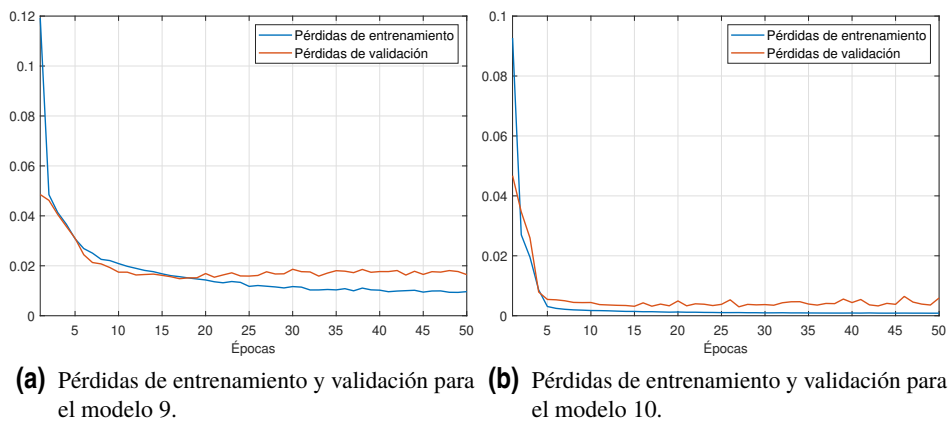 0.12
0.1
0.08
0.06
0.04
0.02
0
5 10 15 20 25 30 35 40 45 50
Épocas
Pérdidas de entrenamiento
Pérdidas de validación
(a) Pérdidas de entrenamiento y validación para
el modelo 9.
0.1
0.08
0.06
0.04
0.02
0
5 10 15 20 25 30 35 40 45 50
Épocas
Pérdidas de entrenamiento
Pérdidas de validación
(b) Pérdidas de entrenamiento y validación para
el modelo 10.